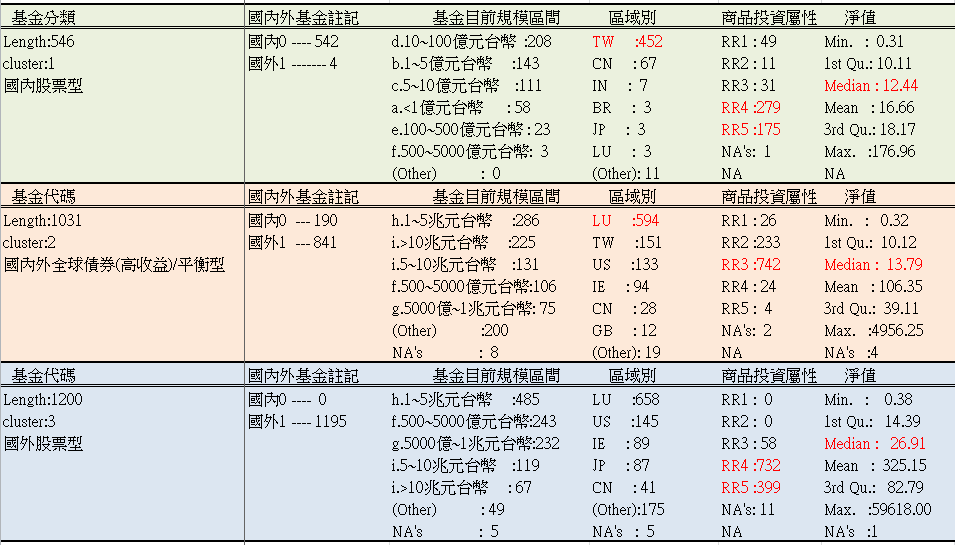 基金分類 國內外基金註記 基金目前規模區間 區域別 商品投資屬性 淨值
Length:546 國內0 ---- 542 d.10~100億元台幣 :208 TW :452 RR1 : 49 Min. : 0.31
cluster:1 國外1 ------- 4 b.1~5億元台幣 :143 CN : 67 RR2 : 11 1st Qu.: 10.11
國內股票型 c.5~10億元台幣 :111 IN : 7 RR3 : 31 Median : 12.44
a.<1億元台幣 : 58 BR : 3 RR4 :279 Mean : 16.66
e.100~500億元台幣 : 23 JP : 3 RR5 :175 3rd Qu.: 18.17
f.500~5000億元台幣: 3 LU : 3 NA's: 1 Max. :176.96
(Other) : 0 (Other): 11 NA NA
基金代碼 國內外基金註記 基金目前規模區間 區域別 商品投資屬性 淨值
Length:1031 國內0 --- 190 h.1~5兆元台幣 :286 LU :594 RR1 : 26 Min. : 0.32
cluster:2 國外1 --- 841 i.>10兆元台幣 :225 TW :151 RR2 :233 1st Qu.: 10.12
國內外全球債券(高收益)/平衡型 i.5~10兆元台幣 :131 US :133 RR3 :742 Median : 13.79
f.500~5000億元台幣:106 IE : 94 RR4 : 24 Mean : 106.35
g.5000億~1兆元台幣: 75 CN : 28 RR5 : 4 3rd Qu.: 39.11
(Other) :200 GB : 12 NA's: 2 Max. :4956.25
NA's : 8 (Other): 19 NA NA's :4
基金代碼 國內外基金註記 基金目前規模區間 區域別 商品投資屬性 淨值
Length:1200 國內0 ---- 0 h.1~5兆元台幣 :485 LU :658 RR1 : 0 Min. : 0.38
cluster:3 國外1 ---- 1195 f.500~5000億元台幣:243 US :145 RR2 : 0 1st Qu.: 14.39
國外股票型 g.5000億~1兆元台幣:232 IE : 89 RR3 : 58 Median : 26.91
i.5~10兆元台幣 :119 JP : 87 RR4 :732 Mean : 325.15
i.>10兆元台幣 : 67 CN : 41 RR5 :399 3rd Qu.: 82.79
(Other) : 49 (Other):175 NA's: 11 Max. :59618.00
NA's : 5 NA's : 5 NA NA's :1